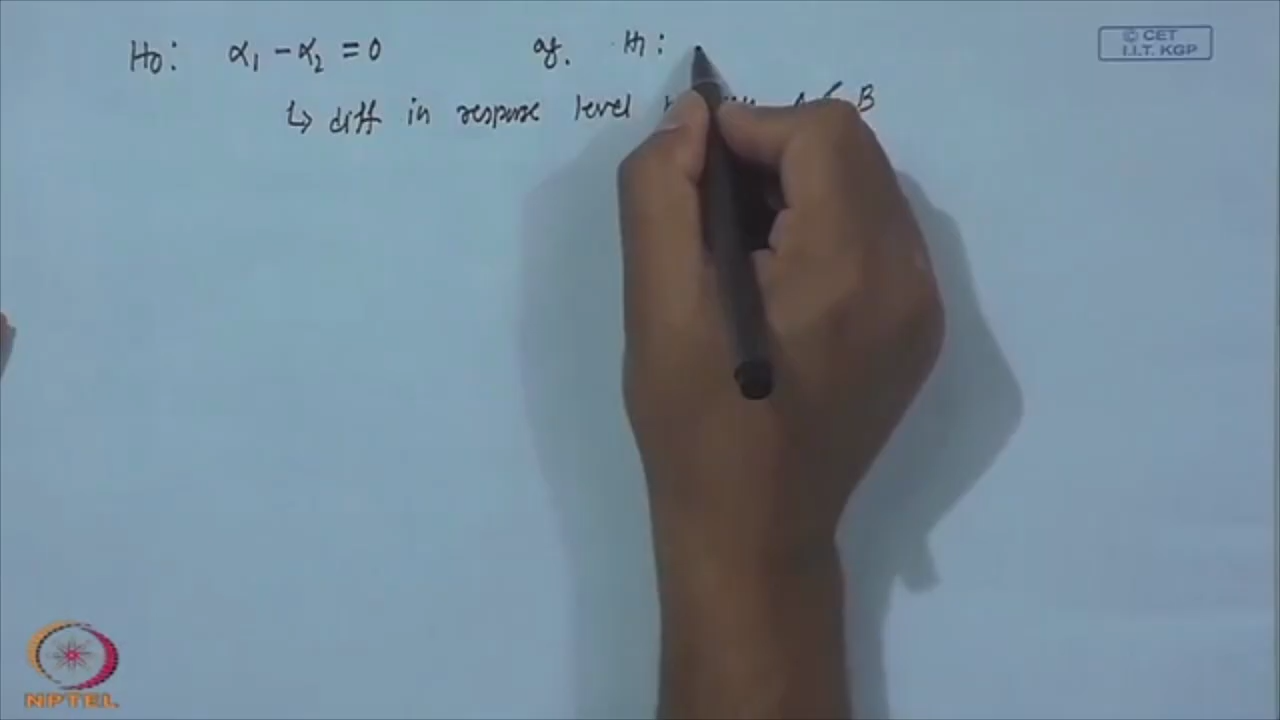 H0: α1 - α2 = 0 ag. H1:
↳ diff in response level B
© CET
I.I.T. KGP
NPTEL